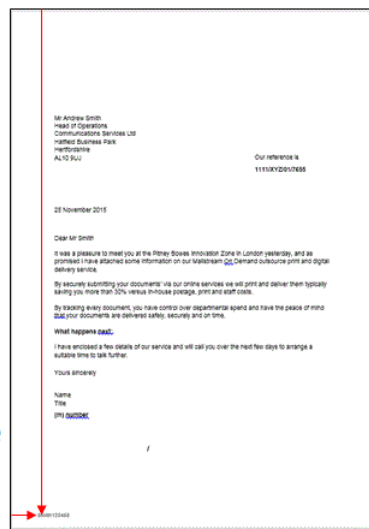 Mr Andrew Smith
Head of Operations
Communications Services Ltd
Hatfield Business Park
Hertfordshire
AL10 9UJ
Our reference is
1111/XYZ/01/7655
25 November 2015
Dear Mr Smith
It was a pleasure to meet you at the Pitney Bowes Innovation Zone in London yesterday, and as
promised I have attached some information on our Mailstream On Demand outsource print and digital
delivery service.
By securely submitting your documents' via our online services we will print and deliver them typically
saving you more than 30% versus in-house postage, print and staff costs.
By tracking every document, you have control over departmental spend and have the peace of mind
that your documents are delivered safely, securely and on time.
What happens next:
I have enclosed a few details of our service and will call you over the next few days to arrange a
suitable time to talk further.
Yours sincerely
Name
Title
(m) number
/